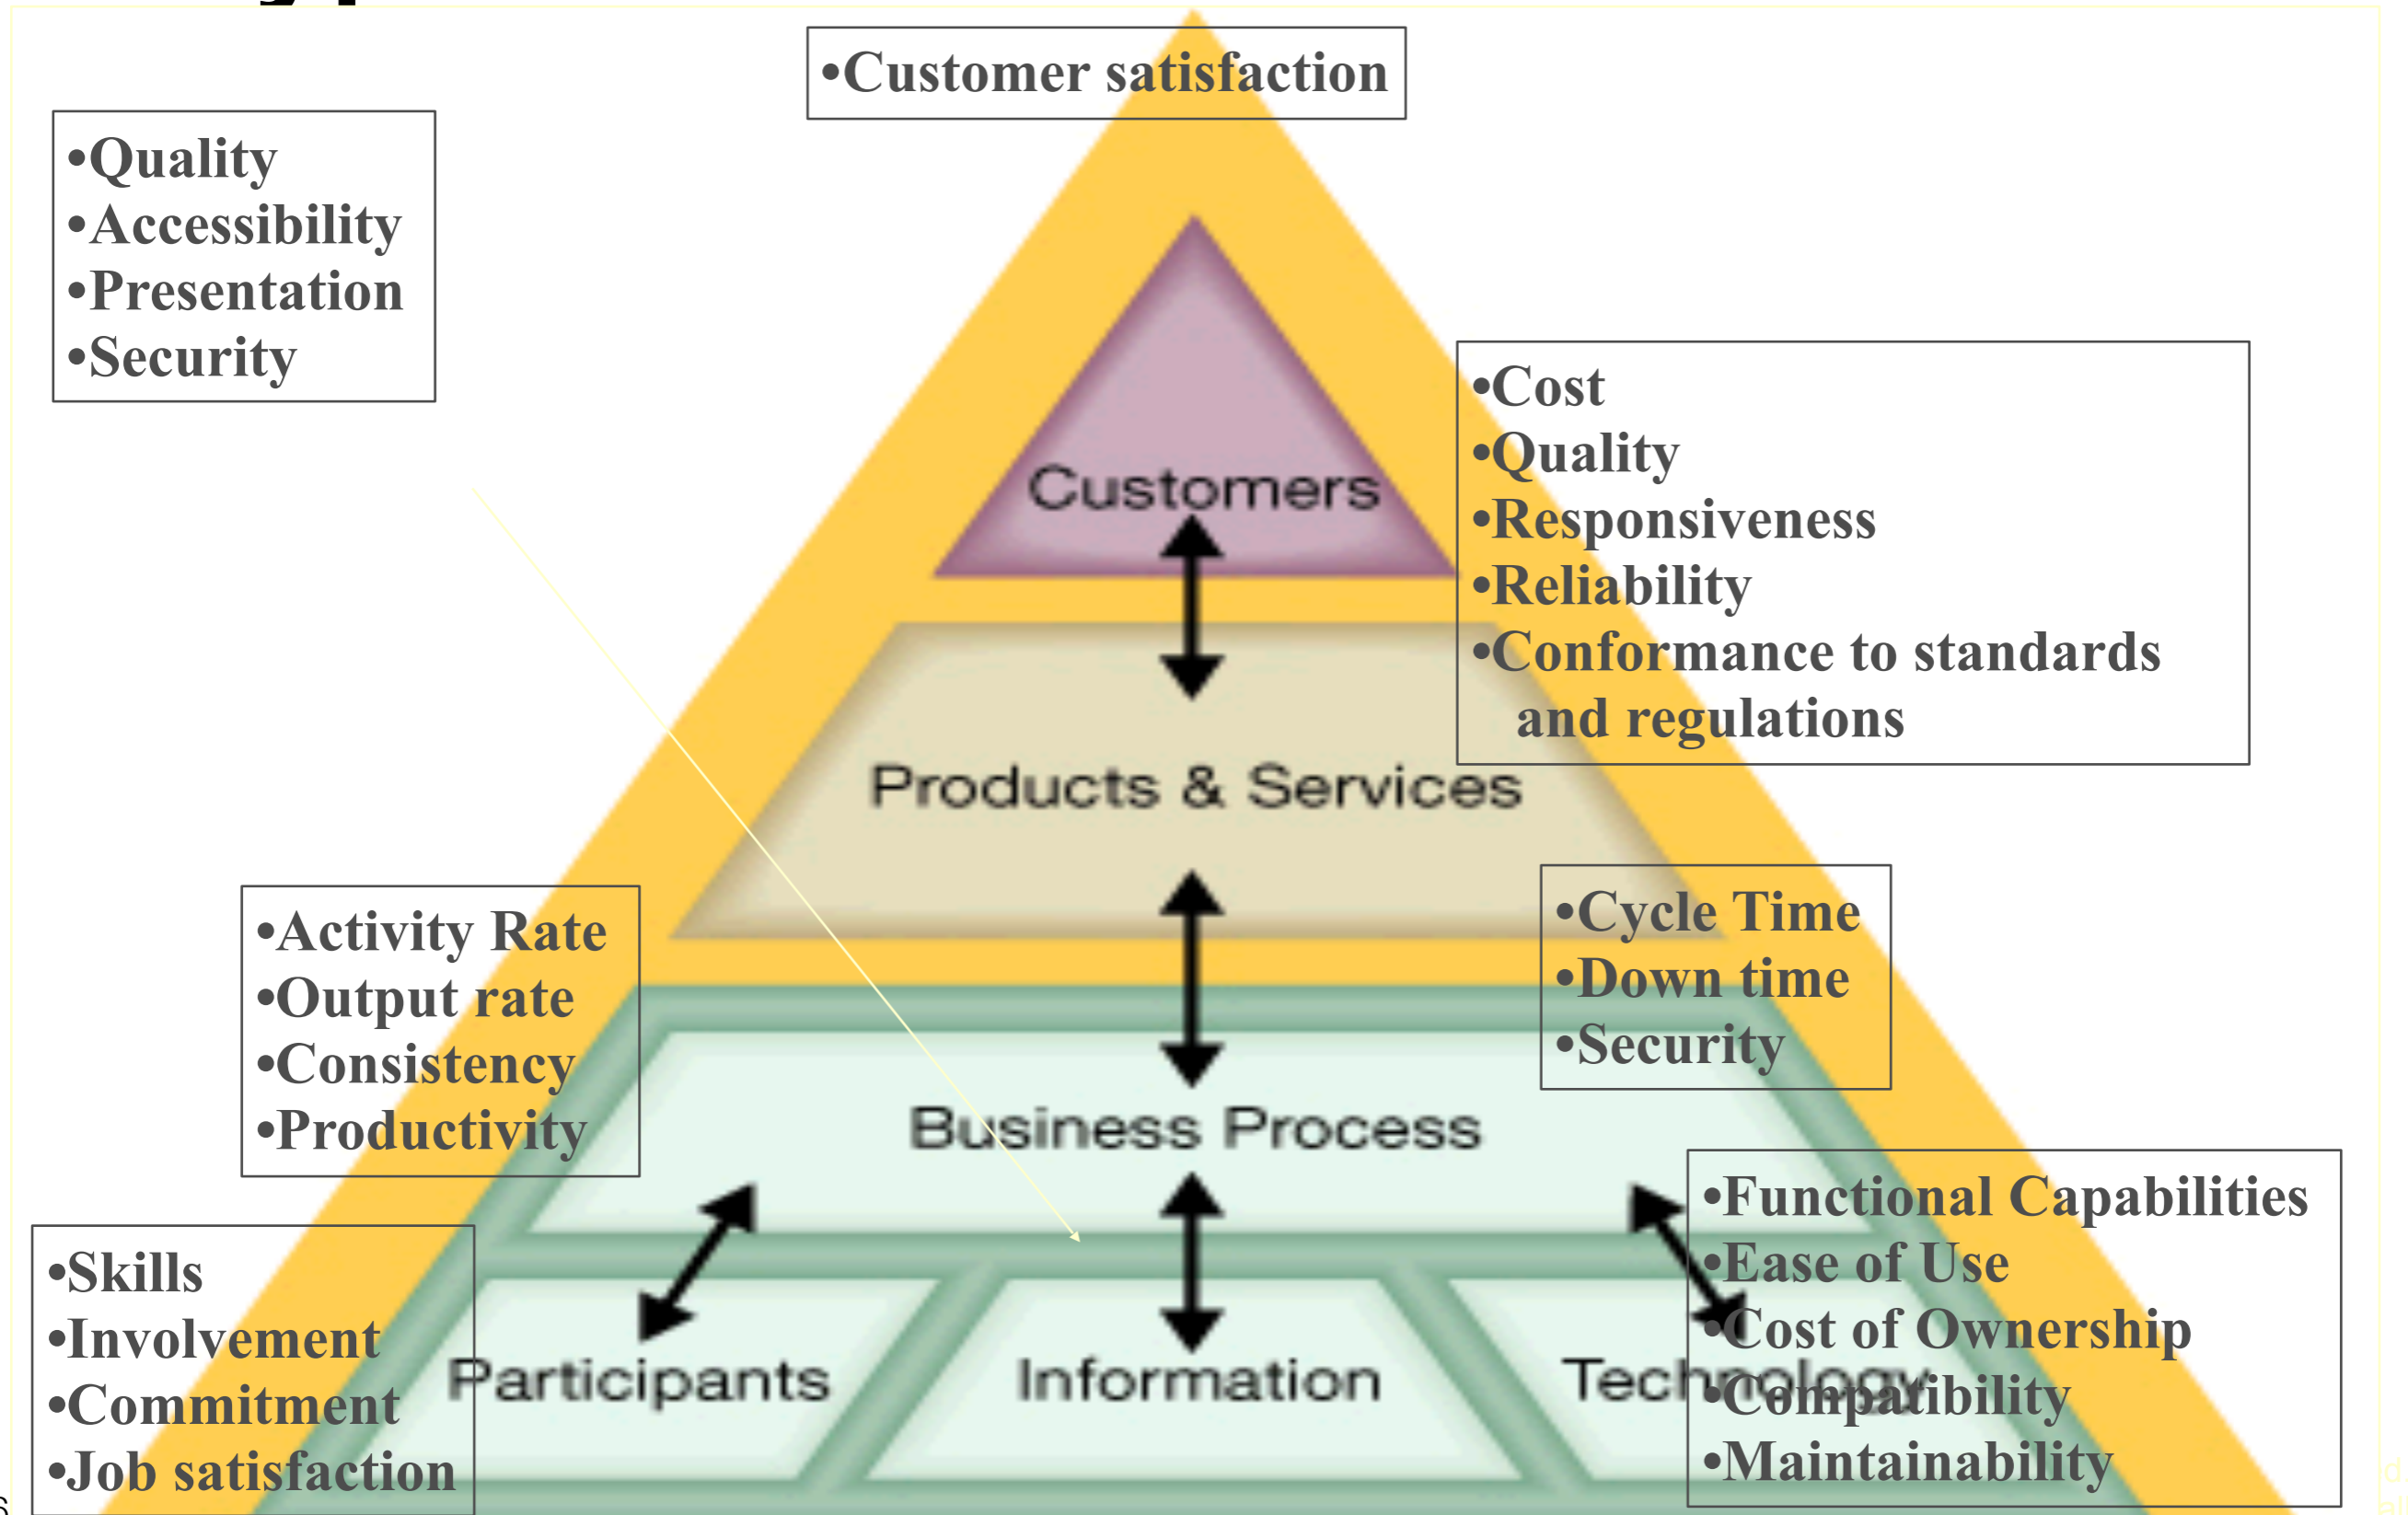 •Customer satisfaction
•Quality
•Accessibility
•Presentation
•Security
•Cost
•Quality
•Responsiveness
•Reliability
•Conformance to standards
and regulations
Customers
Products & Services
•Activity Rate
•Output rate
•Consistency
•Productivity
•Cycle Time
•Down time
•Security
Business Process
•Skills
•Involvement
•Commitment
•Job satisfaction
Participants
Information
Technology
•Functional Capabilities
•Ease of Use
•Cost of Ownership
•Compatibility
•Maintainability